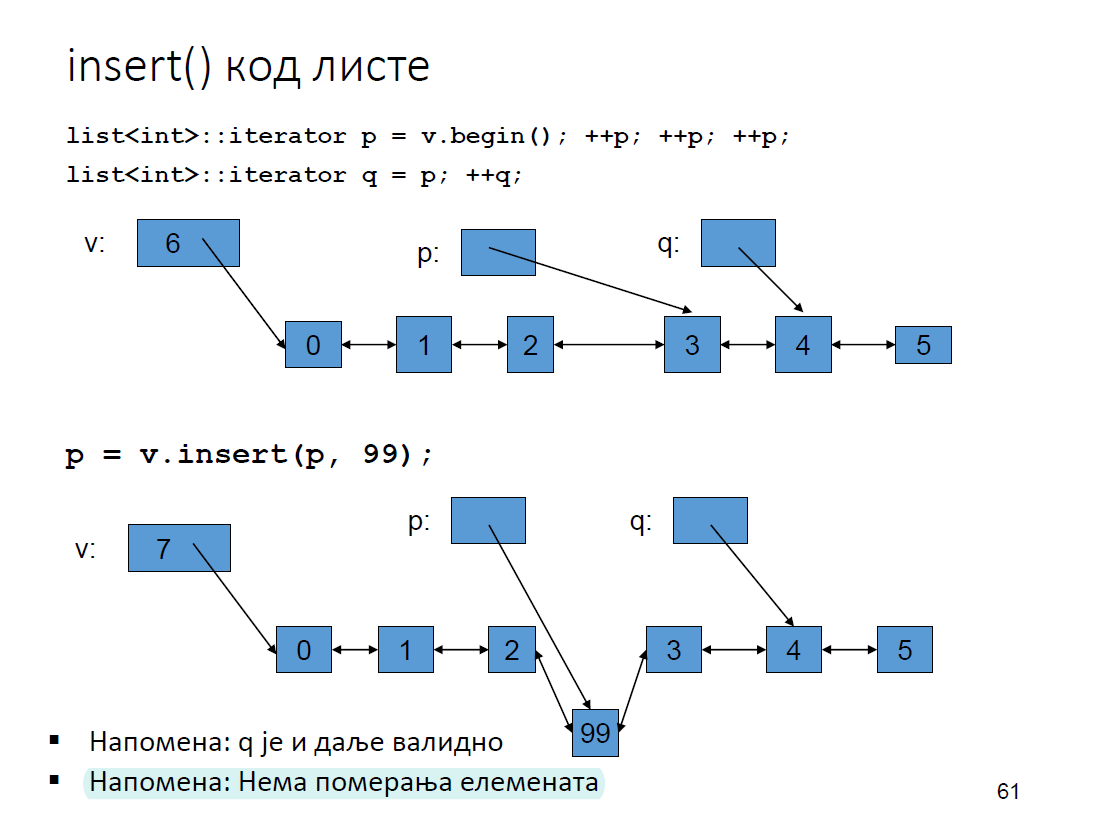 insert() код листе
list<int>::iterator p = v.begin(); ++p; ++p; ++p;
list<int>::iterator q = p; ++q;
v: 6 p: q:
0 1 2 3 4 5
p = v.insert(p, 99);
v: 7 p: q:
0 1 2 3 4 5
99
▪ Напомена: q је и даље валидно
▪ Напомена: Нема померања елемената
61